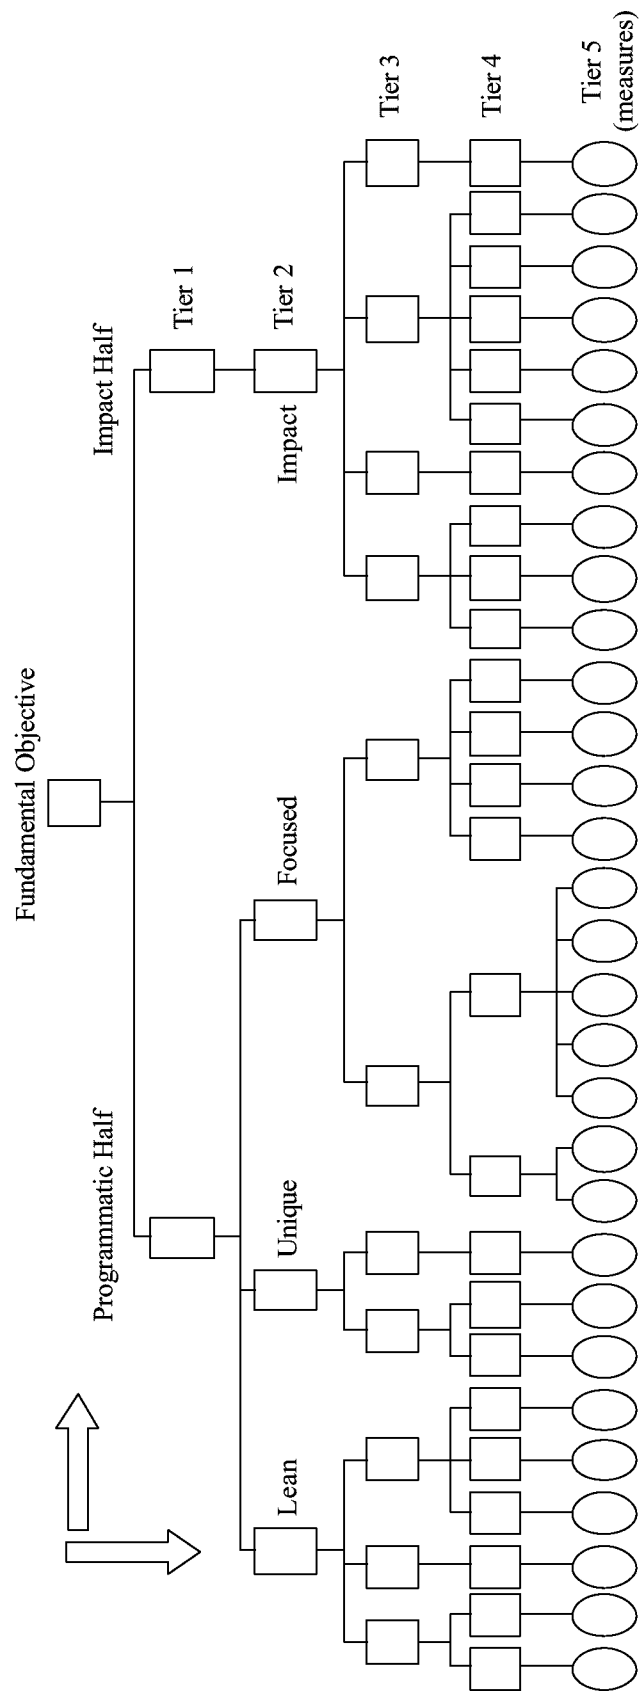 Fundamental Objective
Programmatic Half
Impact Half
Tier 1
Lean
Unique
Focused
Impact
Tier 2
Tier 3
Tier 4
Tier 5
(measures)